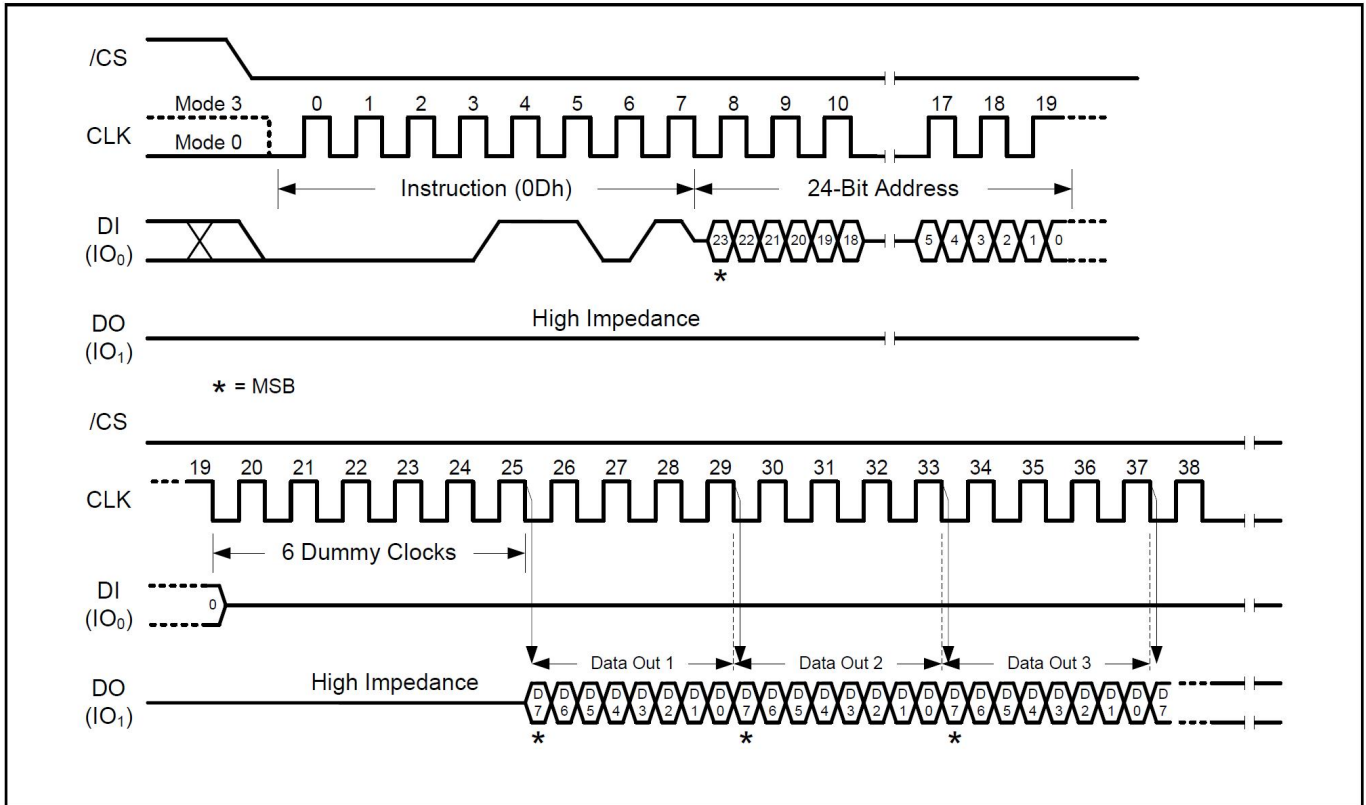 /CS
Mode 3 0 1 2 3 4 5 6 7 8 9 10 17 18 19
CLK
Mode 0
Instruction (0Dh) 24-Bit Address
DI
(IO₀)
23 22 21 20 19 18 5 4 3 2 1 0
*
High Impedance
DO
(IO₁)
* = MSB
/CS
19 20 21 22 23 24 25 26 27 28 29 30 31 32 33 34 35 36 37 38
CLK
6 Dummy Clocks
DI
(IO₀)
0
Data Out 1 Data Out 2 Data Out 3
High Impedance
DO
(IO₁)
D7 D6 D5 D4 D3 D2 D1 D0 D7 D6 D5 D4 D3 D2 D1 D0 D7 D6 D5 D4 D3 D2 D1 D0 D7
* * *